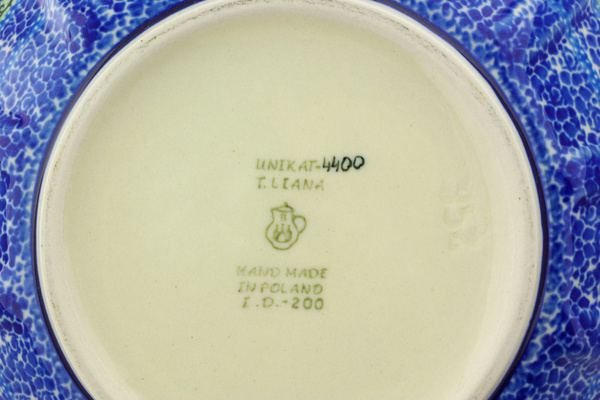 UNIKAT-4400
T. LIANA
HAND MADE
IN POLAND
I.D.-200